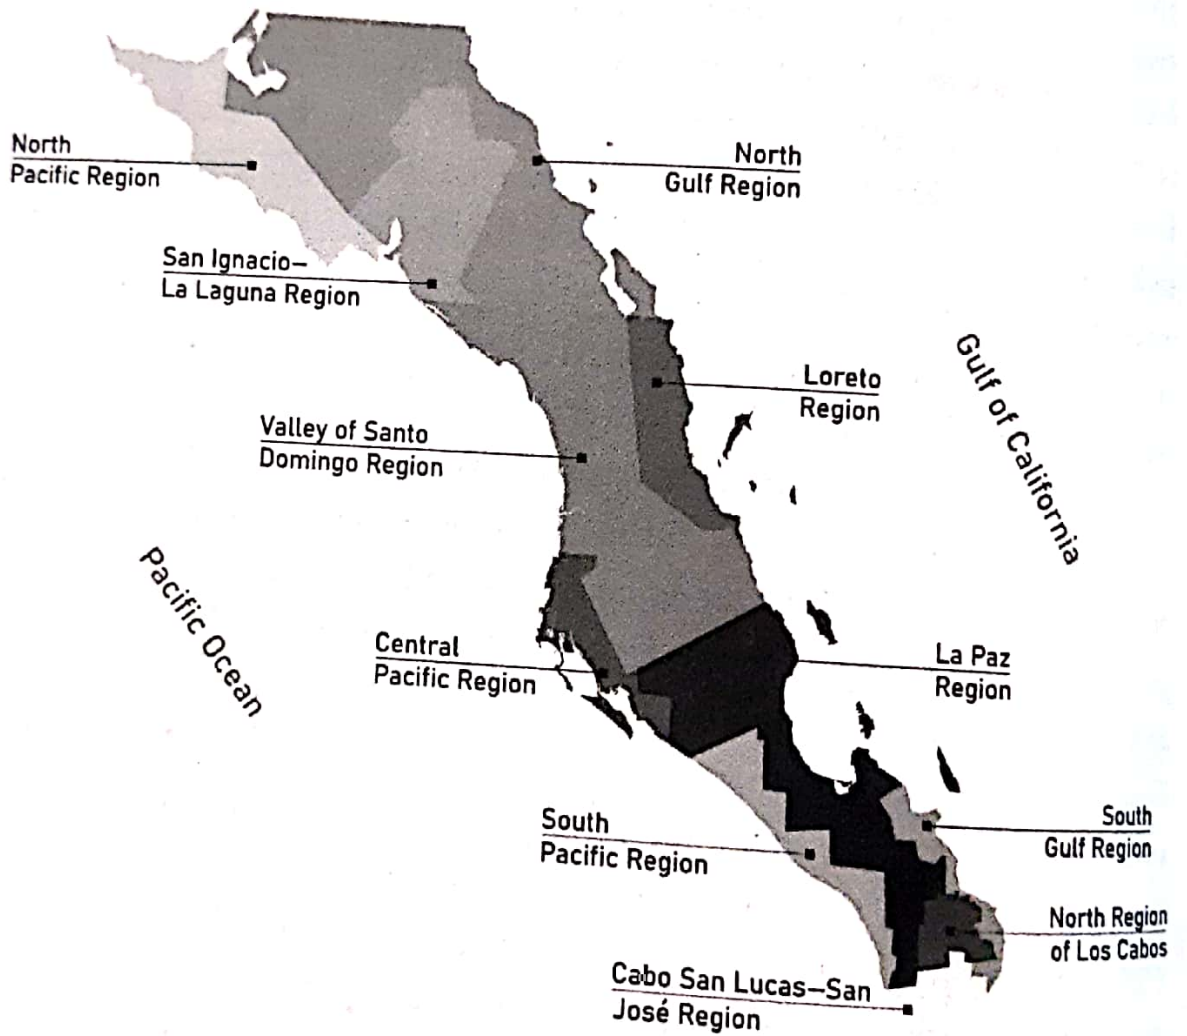 North
Pacific Region
North
Gulf Region
San Ignacio–
La Laguna Region
Loreto
Region
Gulf of California
Valley of Santo
Domingo Region
Pacific Ocean
Central
Pacific Region
La Paz
Region
South
Pacific Region
South
Gulf Region
North Region
of Los Cabos
Cabo San Lucas–San
José Region